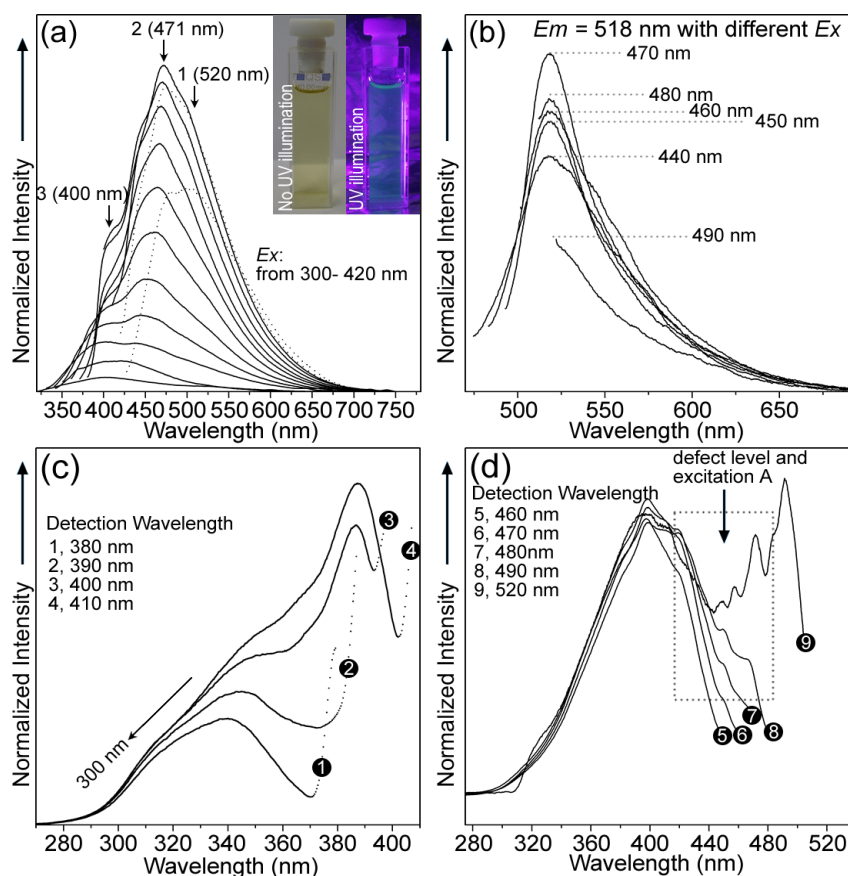 (a)
2 (471 nm)
1 (520 nm)
3 (400 nm)
No UV illumination
UV illumination
Ex:
from 300- 420 nm
Normalized Intensity
350 400 450 500 550 600 650 700 750
Wavelength (nm)
(b)
Em = 518 nm with different Ex
470 nm
480 nm
460 nm
450 nm
440 nm
490 nm
Normalized Intensity
500 550 600 650
Wavelength (nm)
(c)
Detection Wavelength
1, 380 nm
2, 390 nm
3, 400 nm
4, 410 nm
3
4
2
1
300 nm
Normalized Intensity
280 300 320 340 360 380 400
Wavelength (nm)
(d)
defect level and
excitation A
Detection Wavelength
5, 460 nm
6, 470 nm
7, 480nm
8, 490 nm
9, 520 nm
9
7
5 6 8
Normalized Intensity
280 320 360 400 440 480 520
Wavelength (nm)